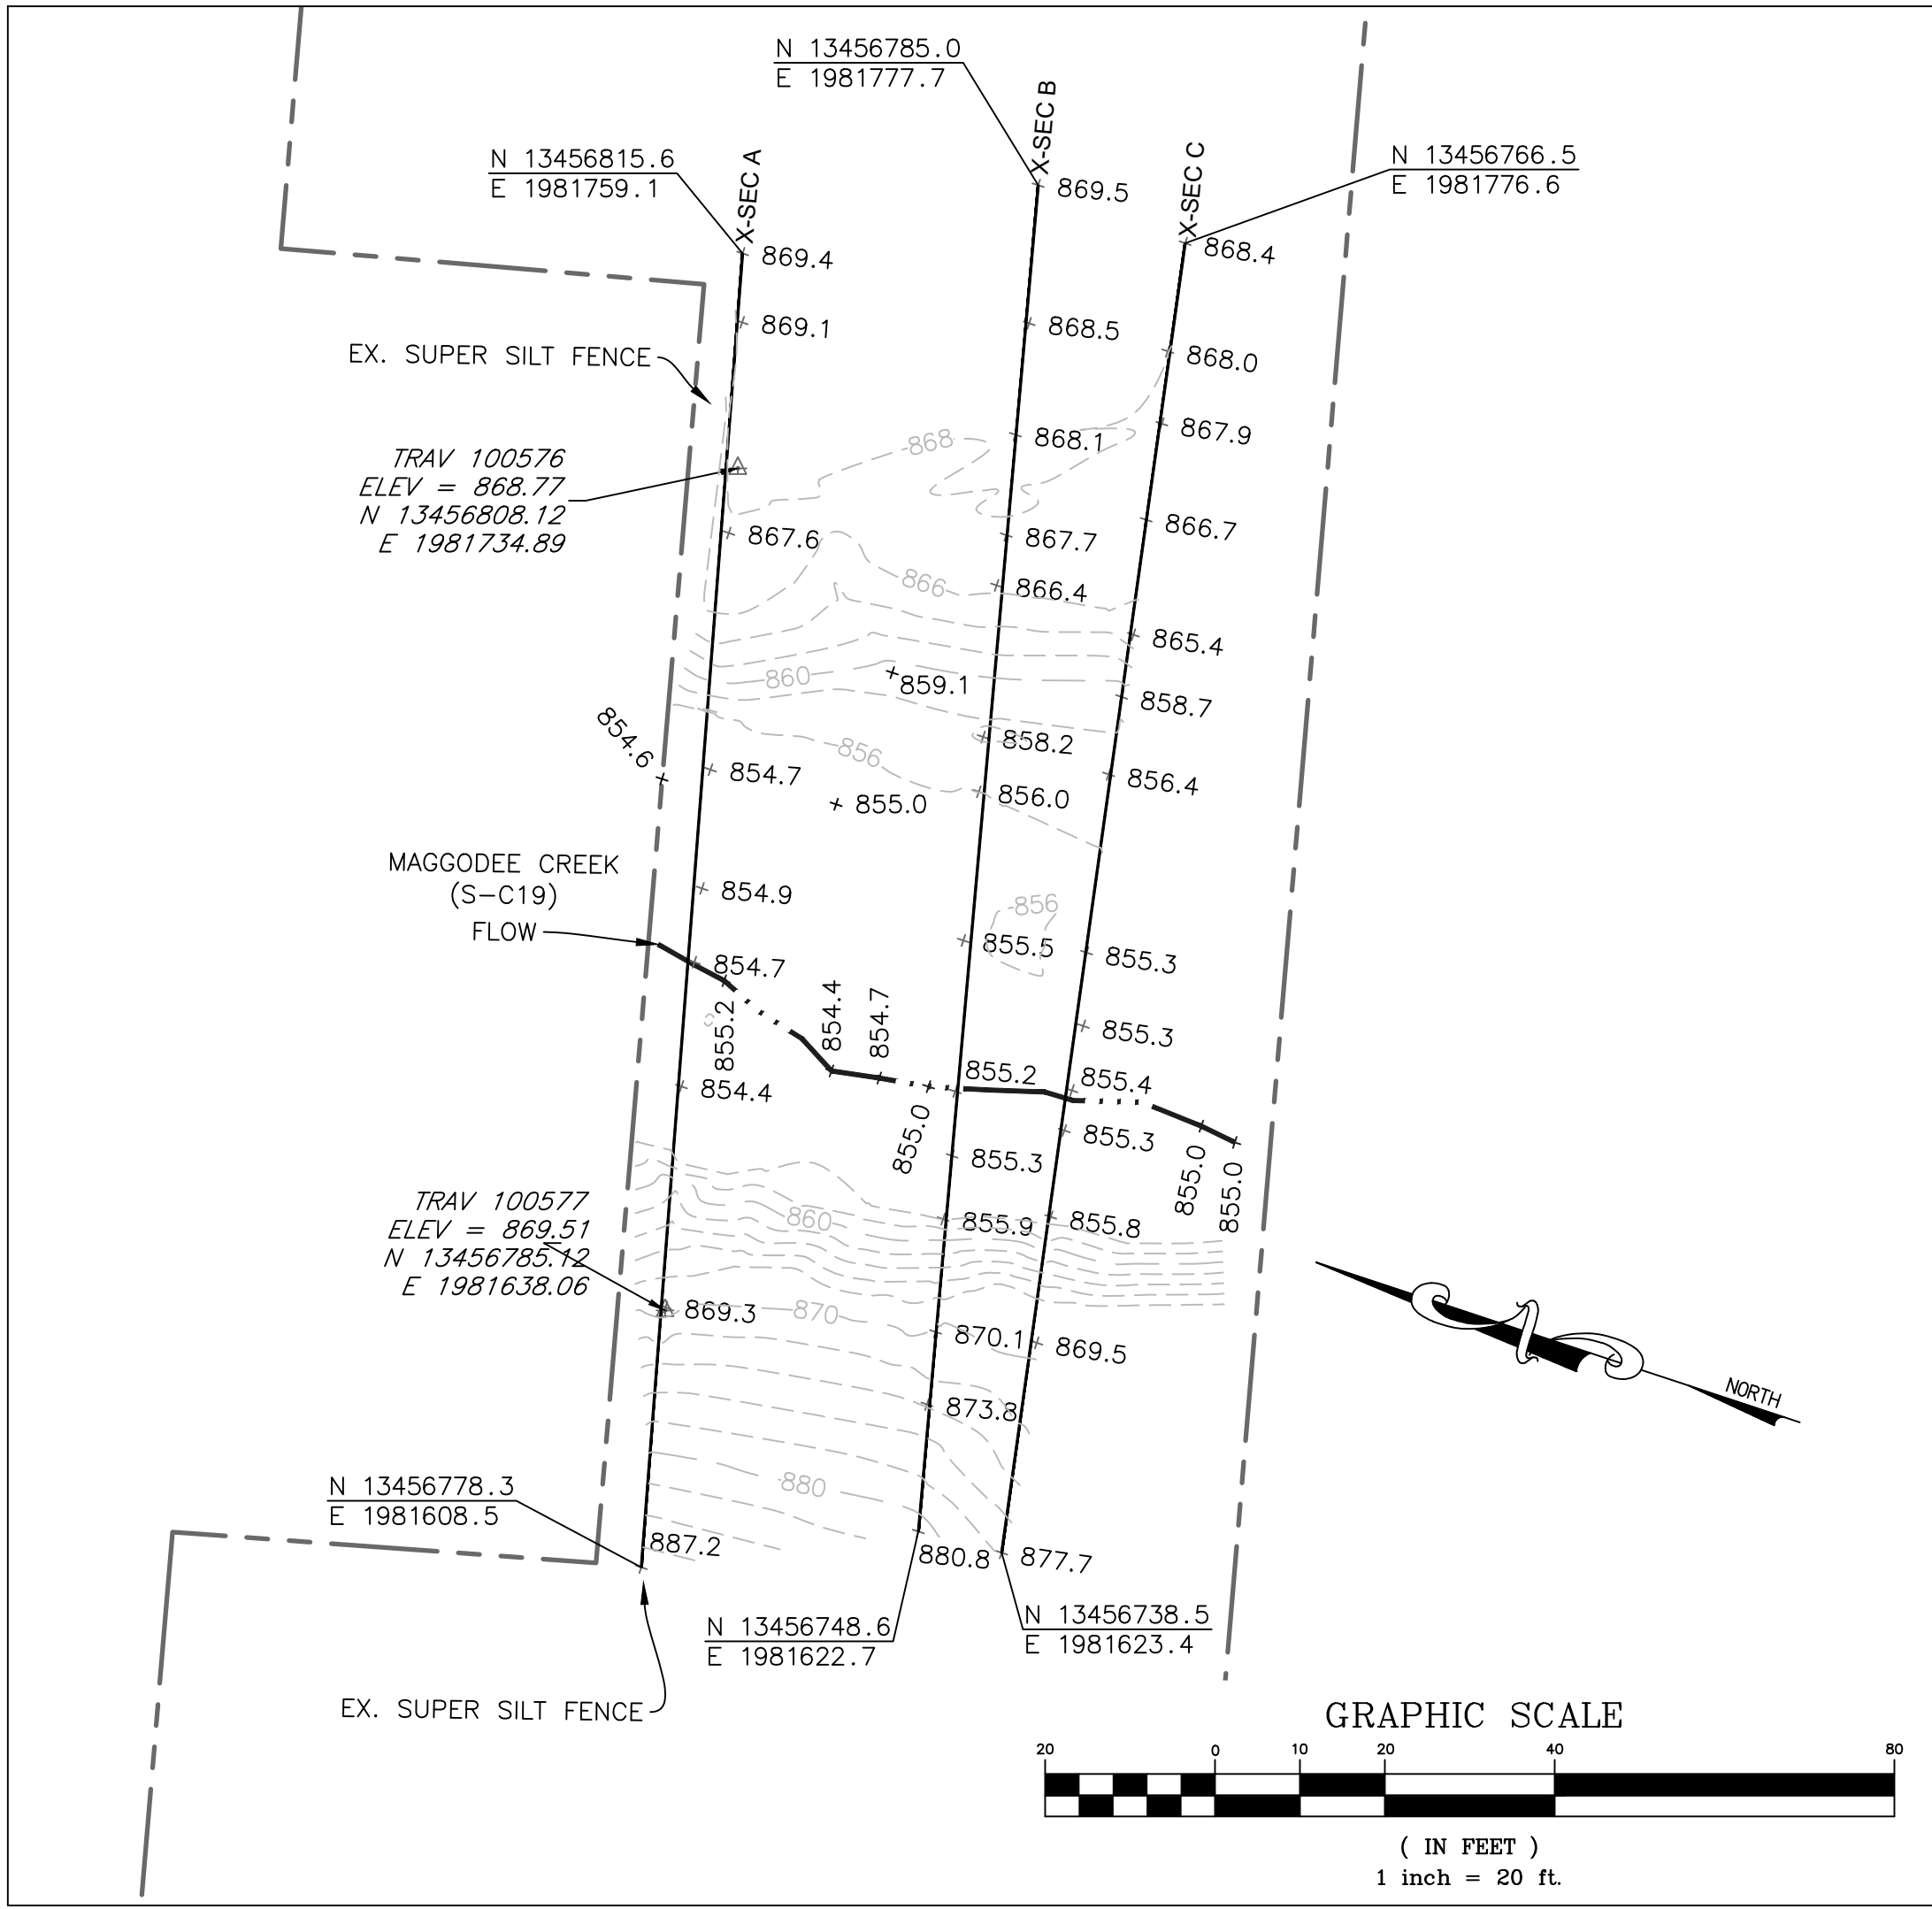 N 13456785.0
E 1981777.7
X-SEC B
869.5
N 13456815.6
E 1981759.1
X-SEC A
869.4
N 13456766.5
E 1981776.6
X-SEC C
868.4
869.1
868.5
868.0
EX. SUPER SILT FENCE
868
868.1
867.9
TRAV 100576
ELEV = 868.77
N 13456808.12
E 1981734.89
867.6
867.7
866.7
866
866.4
865.4
860
859.1
858.7
854.6
856
858.2
854.7
855.0
856.0
856.4
MAGGODEE CREEK
(S-C19)
FLOW
854.9
856
855.5
855.3
854.7
855.2
854.4
854.7
855.3
855.2
855.4
854.4
855.0
855.3
855.3
855.0
855.0
TRAV 100577
ELEV = 869.51
N 13456785.12
E 1981638.06
860
855.9
855.8
869.3
870
870.1
869.5
873.8
880
N 13456778.3
E 1981608.5
887.2
880.8
877.7
N 13456748.6
E 1981622.7
N 13456738.5
E 1981623.4
EX. SUPER SILT FENCE
NORTH
GRAPHIC SCALE
20 0 10 20 40 80
( IN FEET )
1 inch = 20 ft.